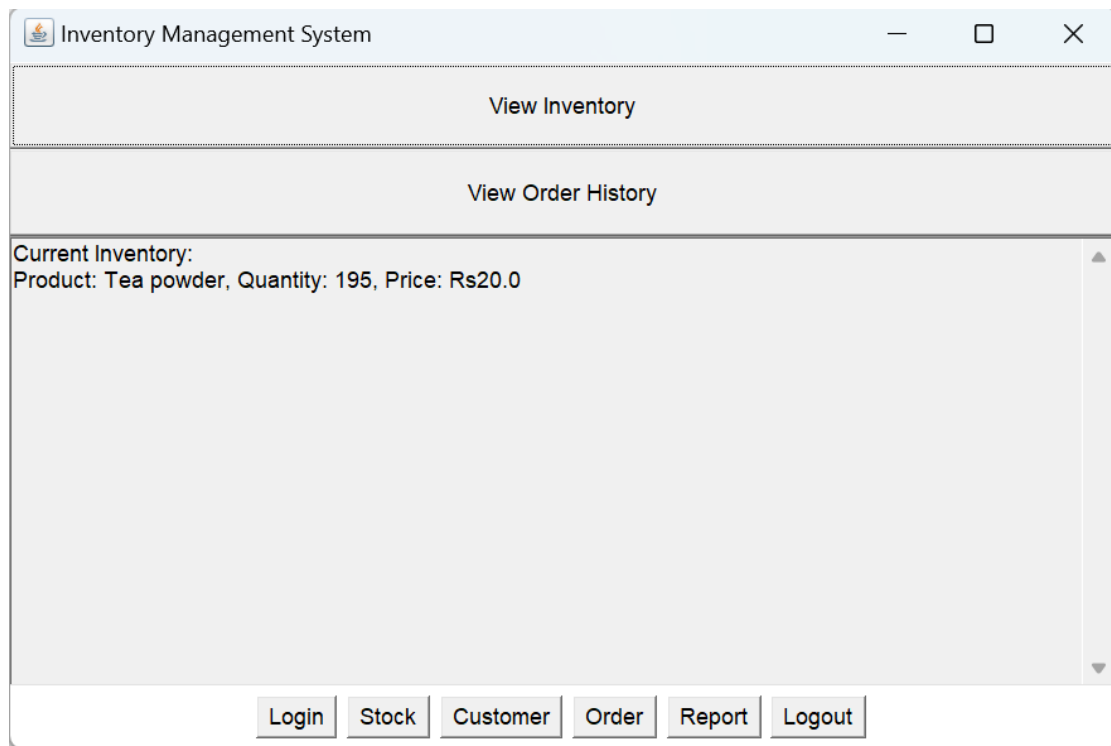 Inventory Management System
View Inventory
View Order History
Current Inventory:
Product: Tea powder, Quantity: 195, Price: Rs20.0
Login Stock Customer Order Report Logout